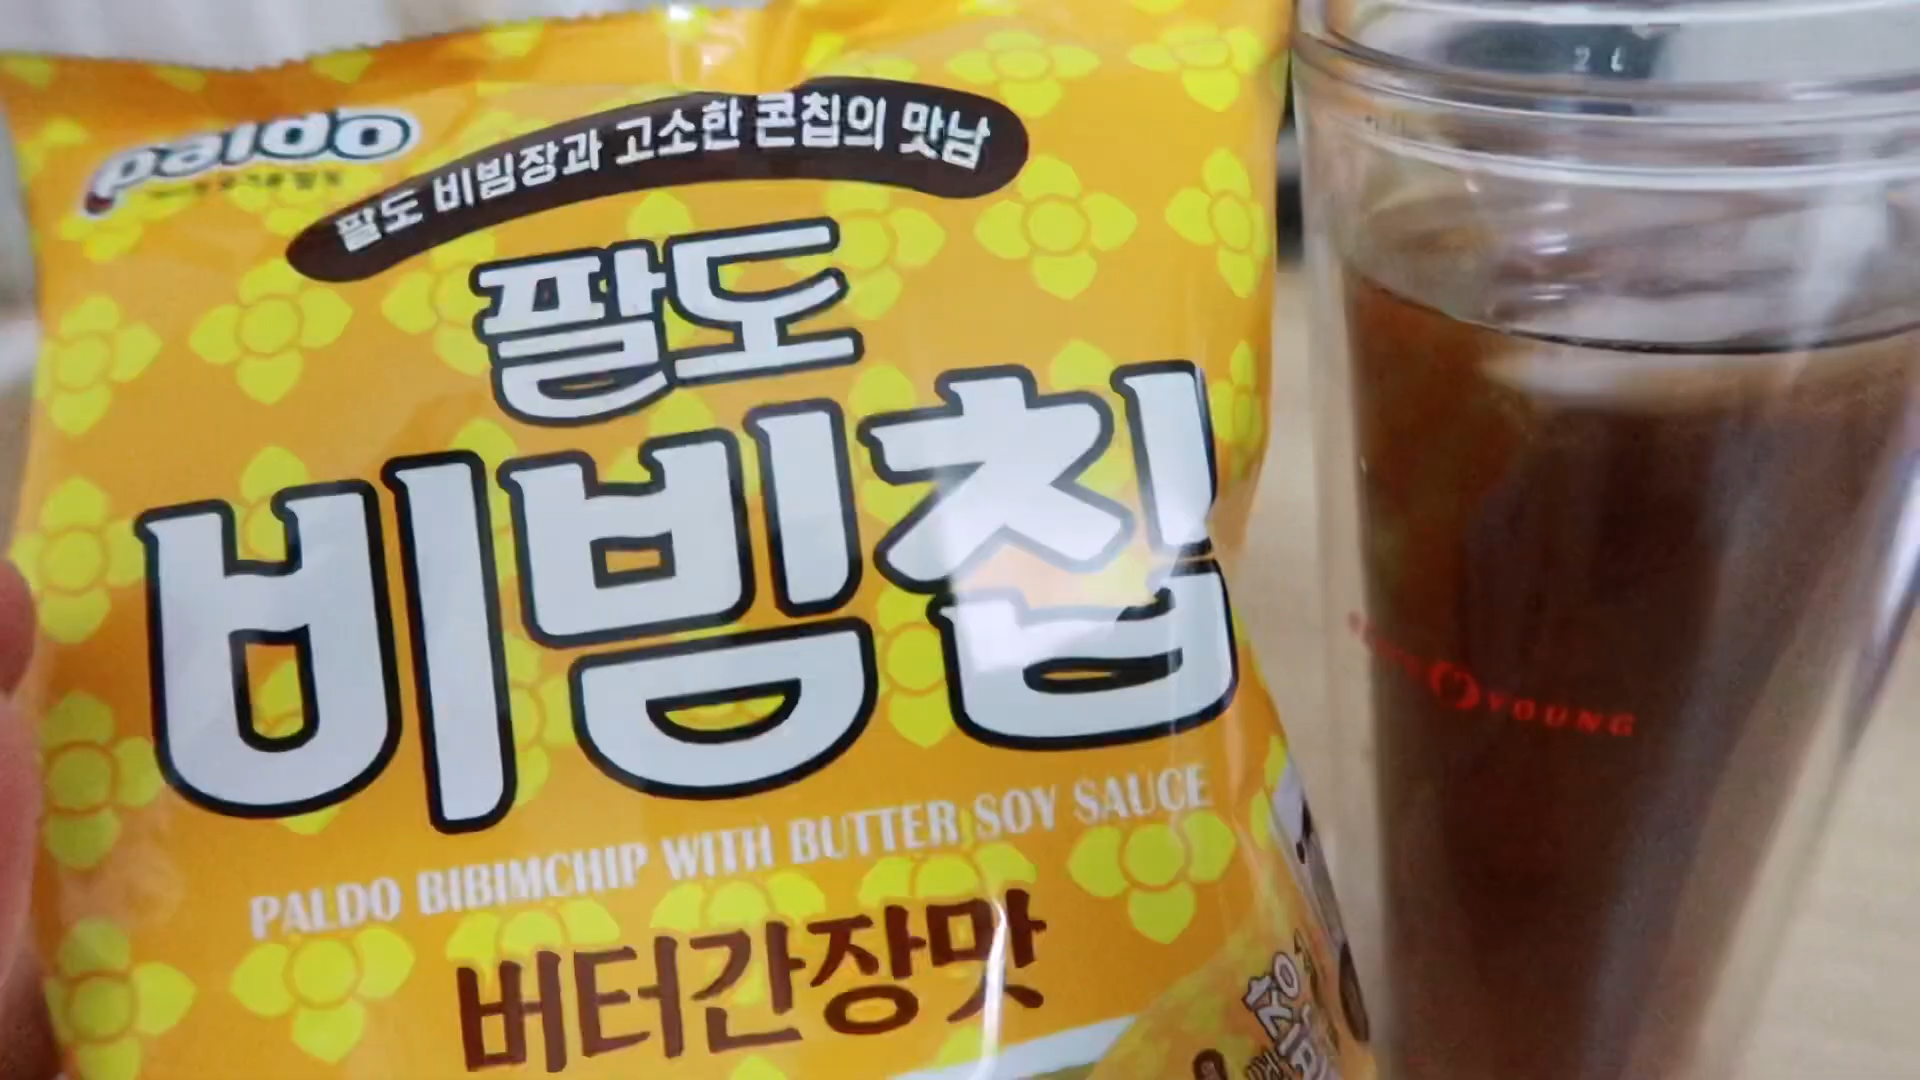 paldo
팔도 비빔장과 고소한 콘칩의 맛남
팔도
비빔칩
PALDO BIBIMCHIP WITH BUTTER SOY SAUCE
버터간장맛
YOUNG